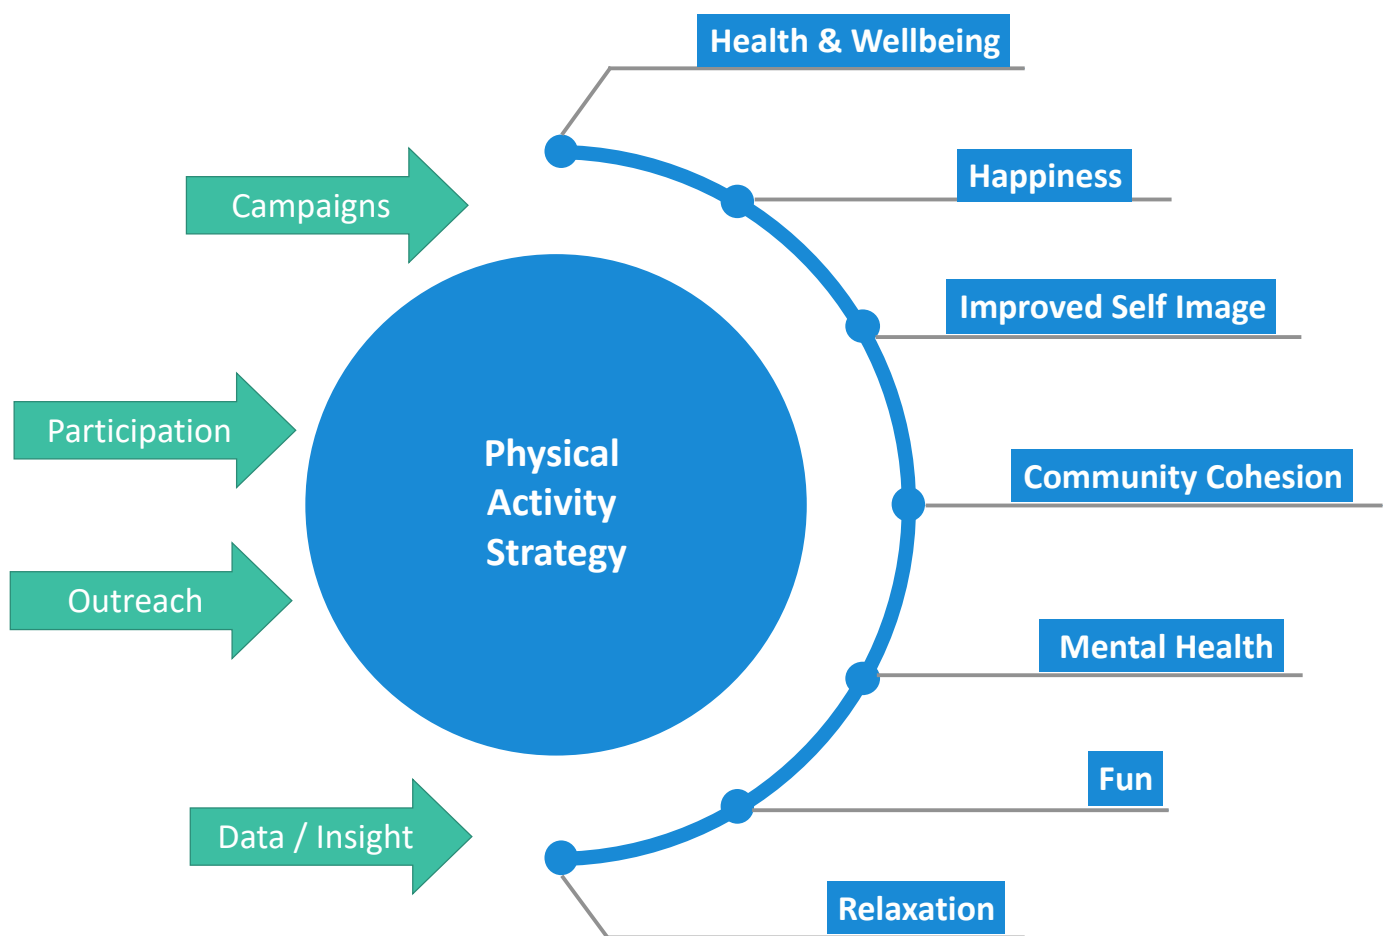 Health & Wellbeing
Happiness
Campaigns
Improved Self Image
Participation
Physical
Activity
Strategy
Community Cohesion
Outreach
Mental Health
Fun
Data / Insight
Relaxation